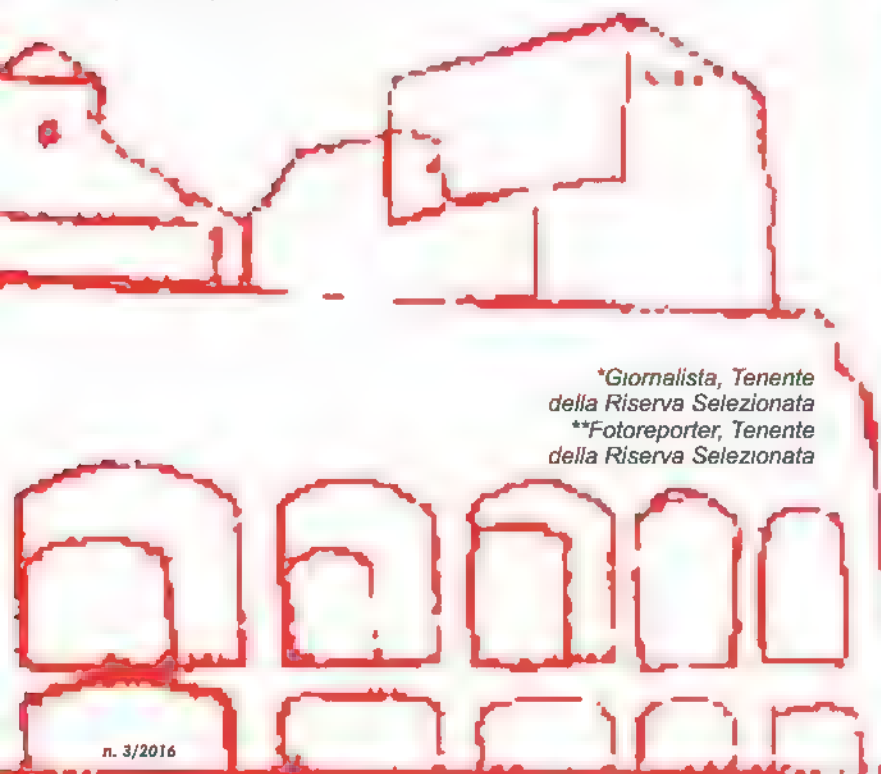 *Giornalista, Tenente
della Riserva Selezionata
**Fotoreporter, Tenente
della Riserva Selezionata
n. 3/2016